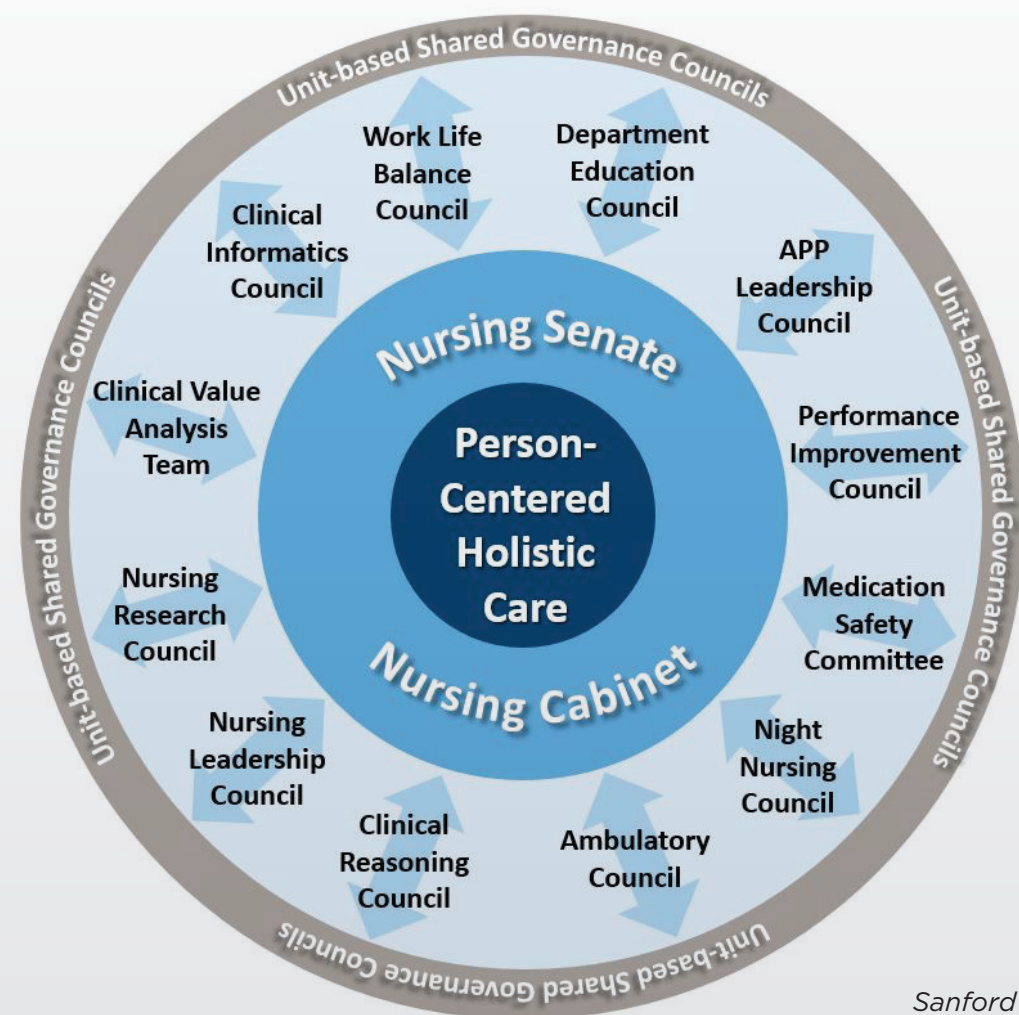 Unit-based Shared Governance Councils
Work Life
Balance
Council
Department
Education
Council
Clinical
Informatics
Council
APP
Leadership
Council
Unit-based Shared Governance Councils
Unit-based Shared Governance Councils
Nursing Senate
Clinical Value
Analysis
Team
Performance
Improvement
Council
Person-
Centered
Holistic
Care
Nursing
Research
Council
Medication
Safety
Committee
Nursing Cabinet
Nursing
Leadership
Council
Night
Nursing
Council
Clinical
Reasoning
Council
Ambulatory
Council
Unit-based Shared Governance Councils
Sanford